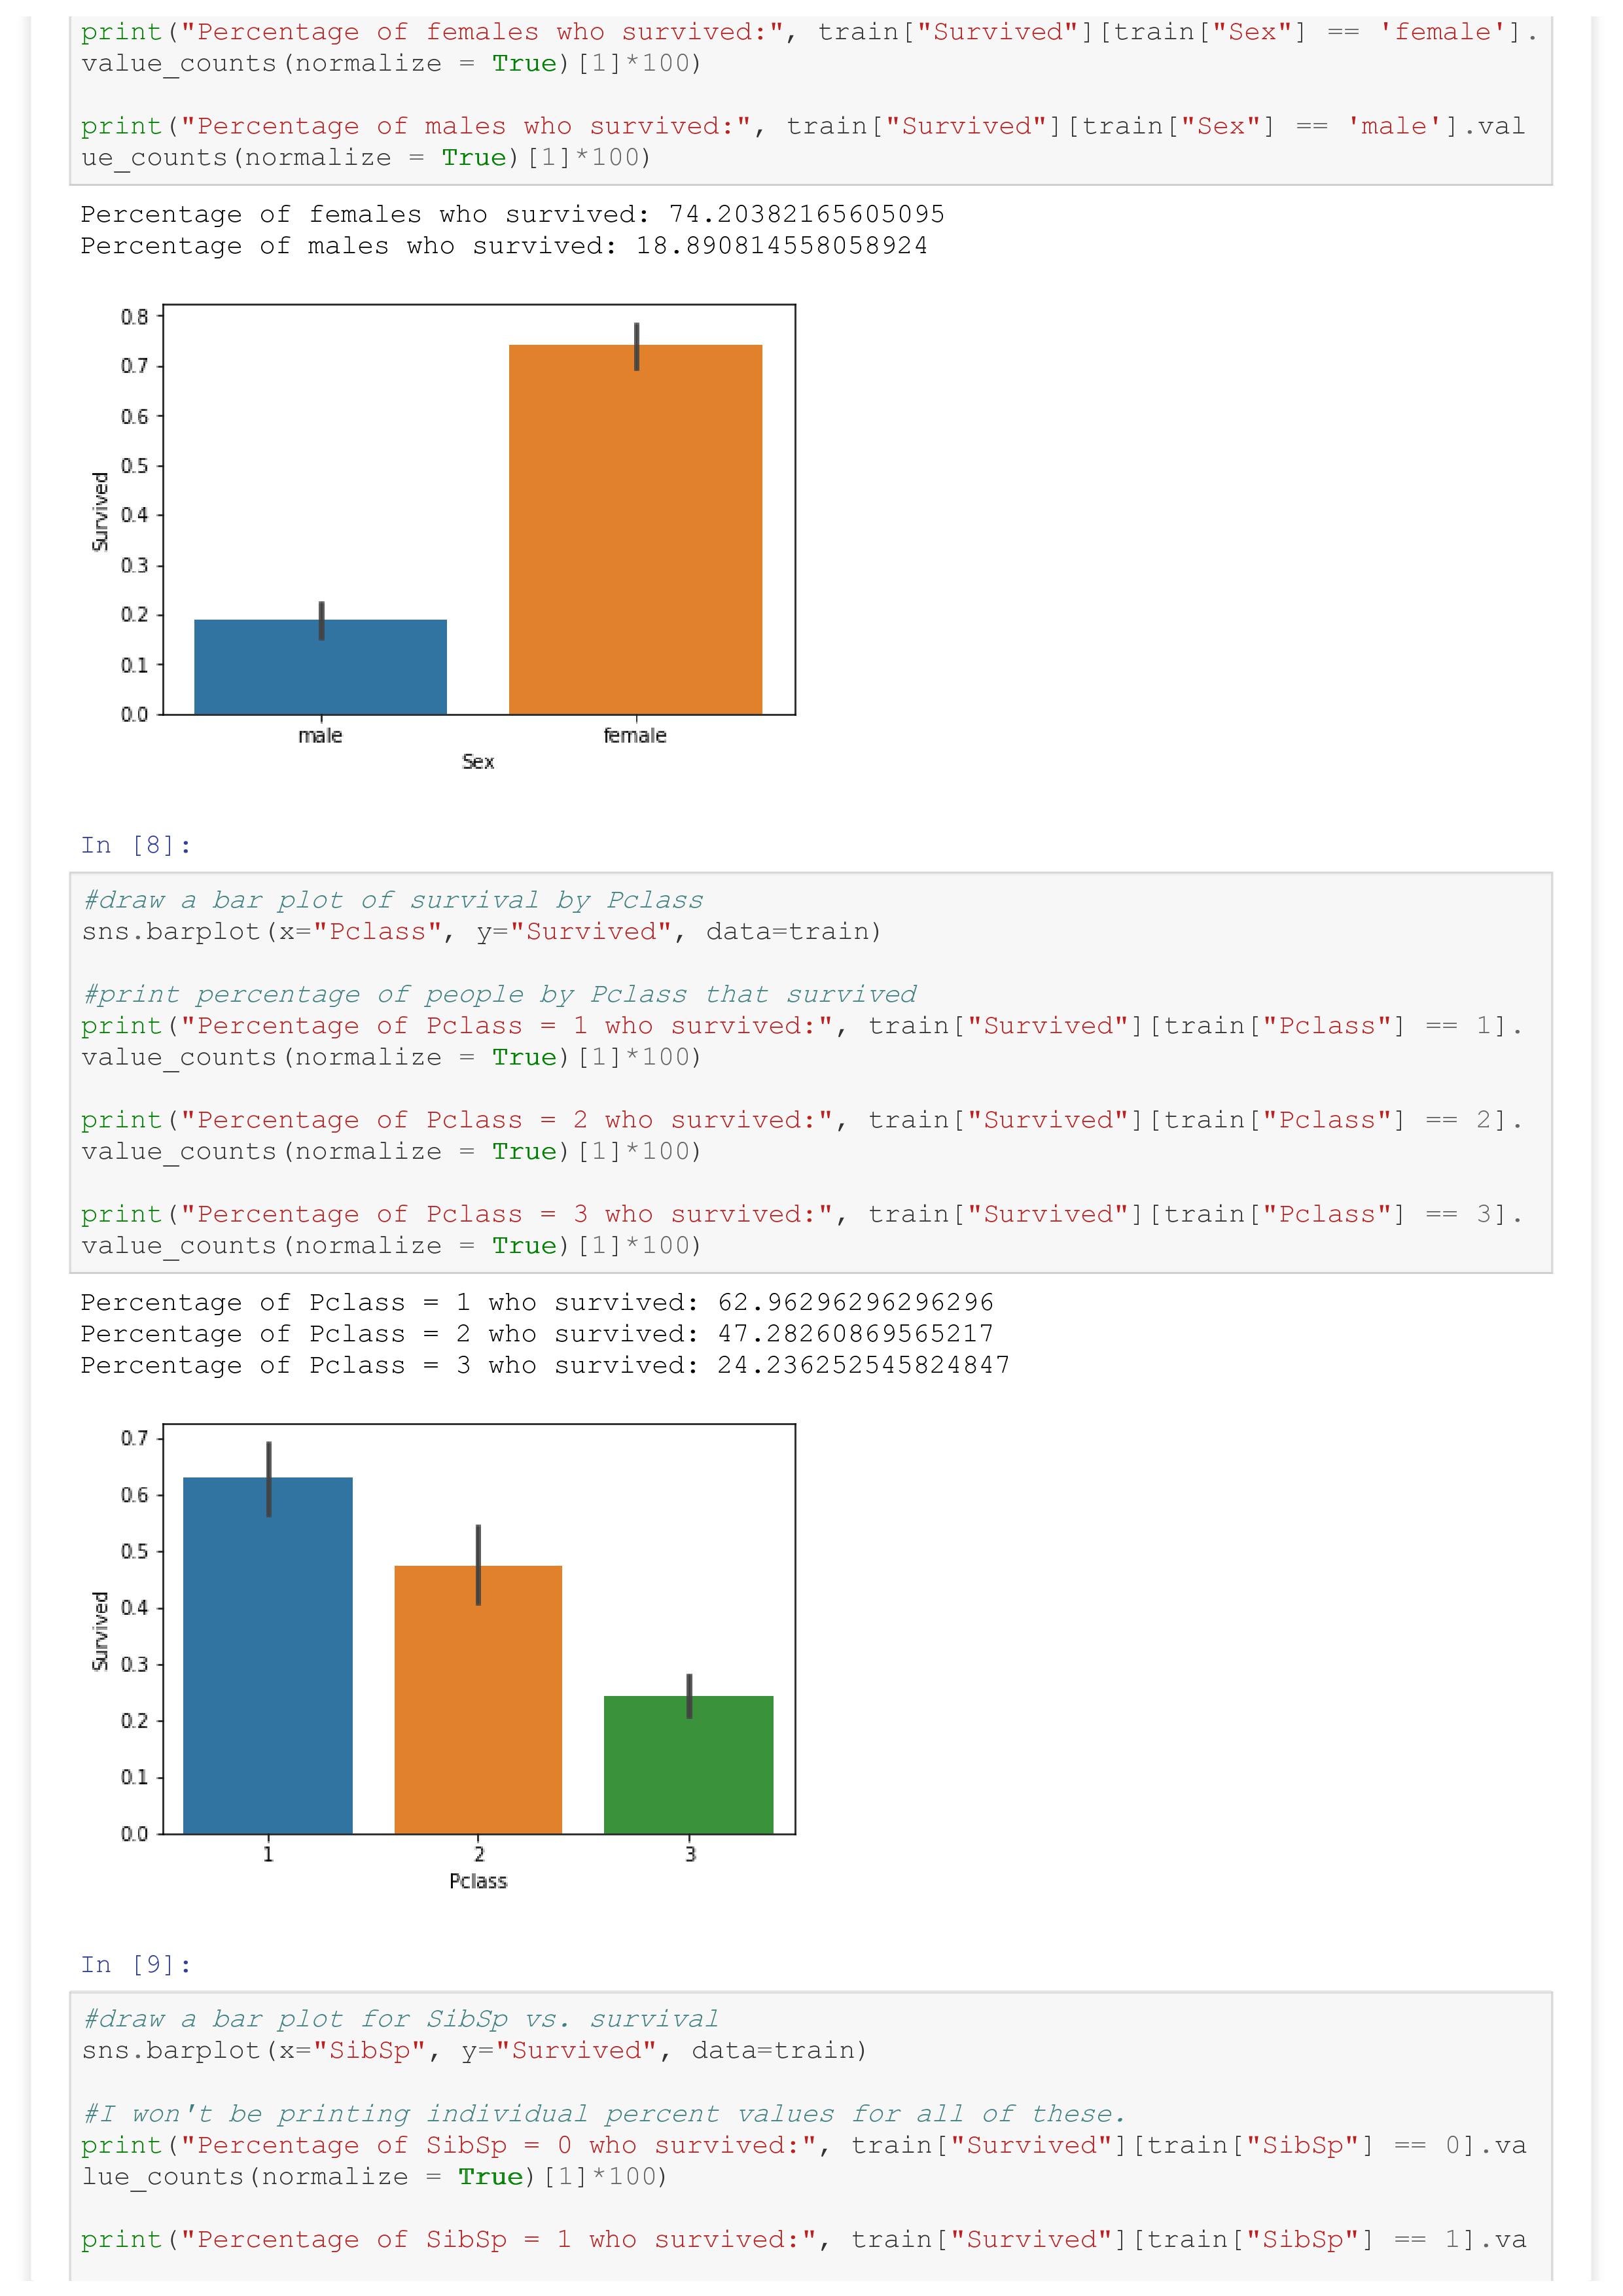 print("Percentage of females who survived:", train["Survived"][train["Sex"] == 'female'].
value_counts(normalize = True)[1]*100)
print("Percentage of males who survived:", train["Survived"][train["Sex"] == 'male'].val
ue_counts(normalize = True)[1]*100)
Percentage of females who survived: 74.20382165605095
Percentage of males who survived: 18.890814558058924
0.8
0.7
0.6
0.5
0.4
0.3
0.2
0.1
0.0
Survived
male female
Sex
In [8]:
#draw a bar plot of survival by Pclass
sns.barplot(x="Pclass", y="Survived", data=train)
#print percentage of people by Pclass that survived
print("Percentage of Pclass = 1 who survived:", train["Survived"][train["Pclass"] == 1].
value_counts(normalize = True)[1]*100)
print("Percentage of Pclass = 2 who survived:", train["Survived"][train["Pclass"] == 2].
value_counts(normalize = True)[1]*100)
print("Percentage of Pclass = 3 who survived:", train["Survived"][train["Pclass"] == 3].
value_counts(normalize = True)[1]*100)
Percentage of Pclass = 1 who survived: 62.96296296296296
Percentage of Pclass = 2 who survived: 47.28260869565217
Percentage of Pclass = 3 who survived: 24.236252545824847
0.7
0.6
0.5
0.4
0.3
0.2
0.1
0.0
Survived
1 2 3
Pclass
In [9]:
#draw a bar plot for SibSp vs. survival
sns.barplot(x="SibSp", y="Survived", data=train)
#I won't be printing individual percent values for all of these.
print("Percentage of SibSp = 0 who survived:", train["Survived"][train["SibSp"] == 0].va
lue_counts(normalize = True)[1]*100)
print("Percentage of SibSp = 1 who survived:", train["Survived"][train["SibSp"] == 1].va